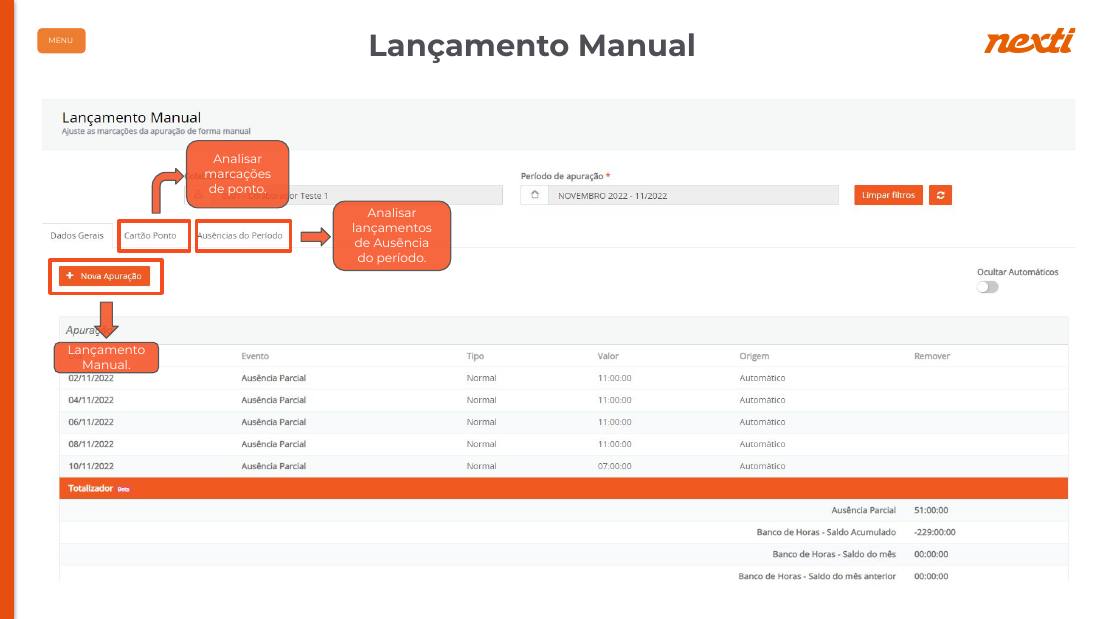 MENU
Lançamento Manual
nexti
Lançamento Manual
Ajuste as marcações da apuração de forma manual
Analisar
marcações
de ponto.
Período de apuração *
Teste 1
NOVEMBRO 2022 - 11/2022
Limpar filtros
Analisar
lançamentos
de Ausência
do período.
Dados Gerais
Cartão Ponto
Ausências do Período
+ Nova Apuração
Ocultar Automáticos
Lançamento
Manual.
Evento Tipo Valor Origem Remover
02/11/2022 Ausência Parcial Normal 11:00:00 Automático
04/11/2022 Ausência Parcial Normal 11:00:00 Automático
06/11/2022 Ausência Parcial Normal 11:00:00 Automático
08/11/2022 Ausência Parcial Normal 11:00:00 Automático
10/11/2022 Ausência Parcial Normal 07:00:00 Automático
Totalizador Beta
Ausência Parcial 51:00:00
Banco de Horas - Saldo Acumulado -229:00:00
Banco de Horas - Saldo do mês 00:00:00
Banco de Horas - Saldo do mês anterior 00:00:00